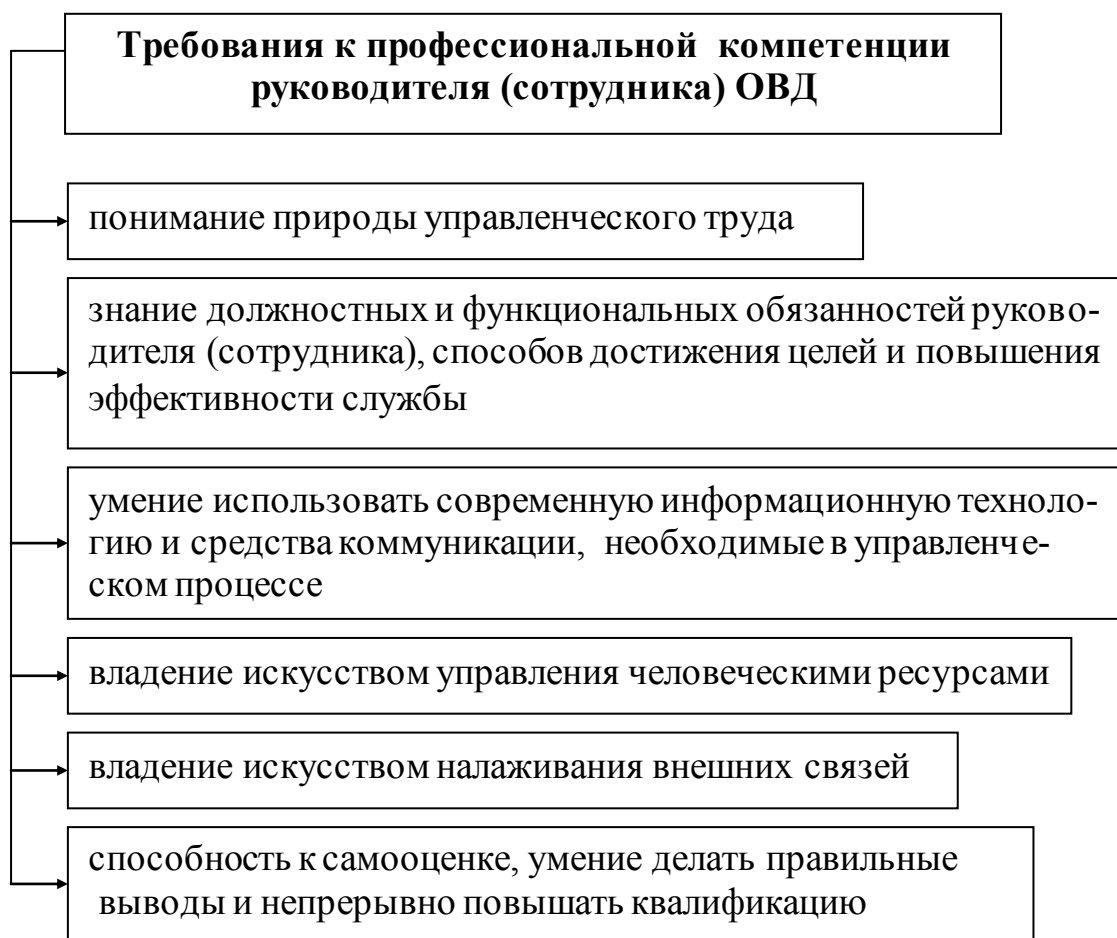 Требования к профессиональной компетенции
руководителя (сотрудника) ОВД
понимание природы управленческого труда
знание должностных и функциональных обязанностей руково-
дителя (сотрудника), способов достижения целей и повышения
эффективности службы
умение использовать современную информационную техноло-
гию и средства коммуникации, необходимые в управленче-
ском процессе
владение искусством управления человеческими ресурсами
владение искусством налаживания внешних связей
способность к самооценке, умение делать правильные
выводы и непрерывно повышать квалификацию